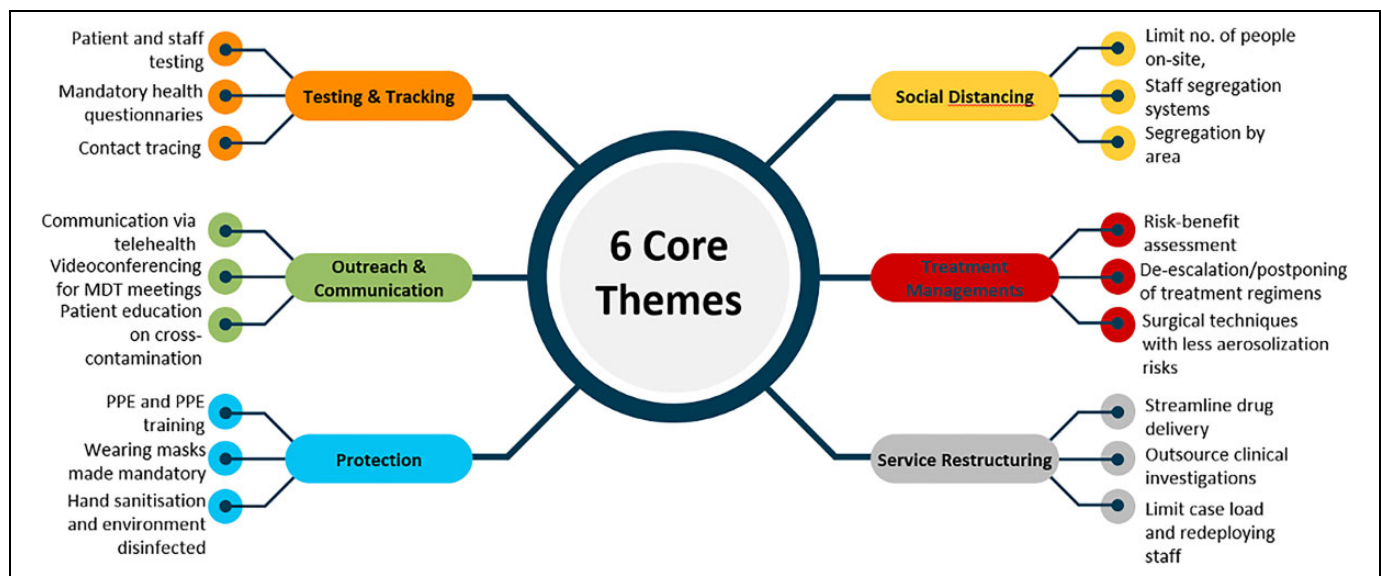 6 Core
Themes
Testing & Tracking
Patient and staff
testing
Mandatory health
questionnaries
Contact tracing
Outreach &
Communication
Communication via
telehealth
Videoconferencing
for MDT meetings
Patient education
on cross-
contamination
Protection
PPE and PPE
training
Wearing masks
made mandatory
Hand sanitisation
and environment
disinfected
Social Distancing
Limit no. of people
on-site,
Staff segregation
systems
Segregation by
area
Treatment
Managements
Risk-benefit
assessment
De-escalation/postponing
of treatment regimens
Surgical techniques
with less aerosolization
risks
Service Restructuring
Streamline drug
delivery
Outsource clinical
investigations
Limit case load
and redeploying
staff